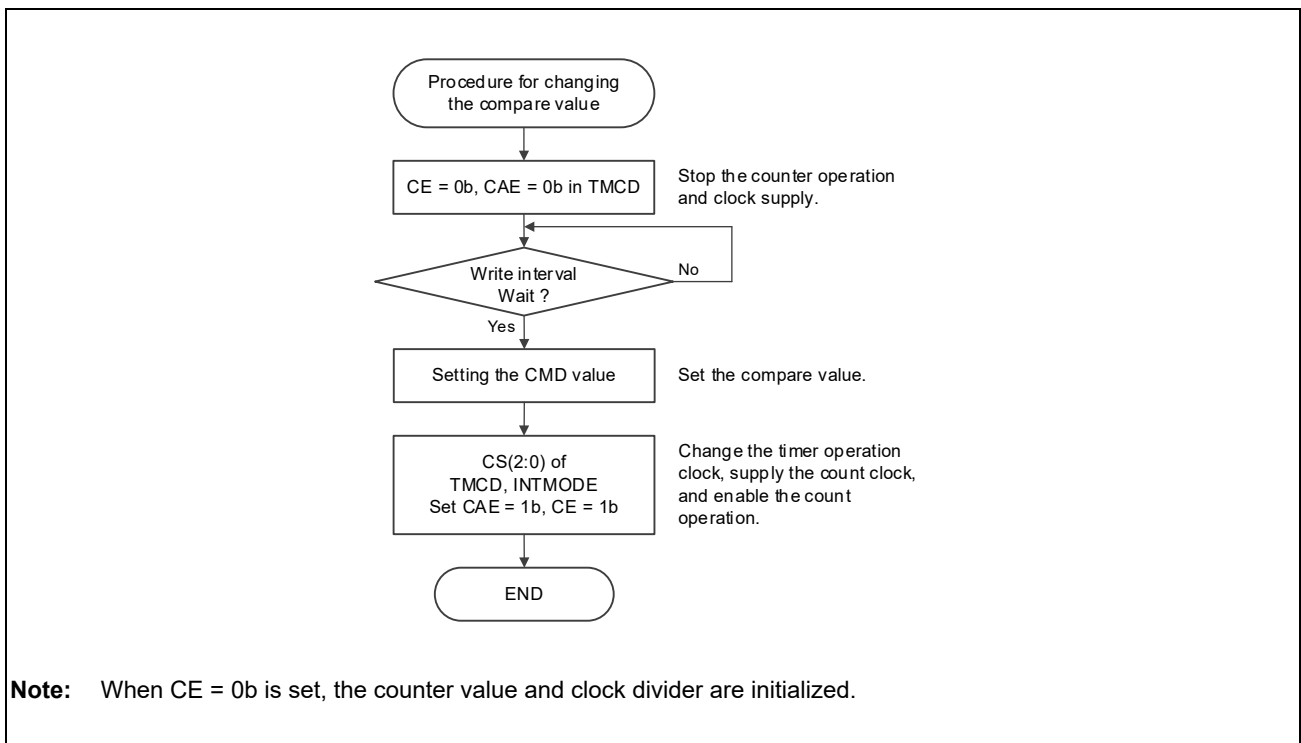 Procedure for changing
the compare value
CE = 0b, CAE = 0b in TMCD
Stop the counter operation
and clock supply.
Write interval
Wait ?
No
Yes
Setting the CMD value
Set the compare value.
CS(2:0) of
TMCD, INTMODE
Set CAE = 1b, CE = 1b
Change the timer operation
clock, supply the count clock,
and enable the count
operation.
END
Note: When CE = 0b is set, the counter value and clock divider are initialized.